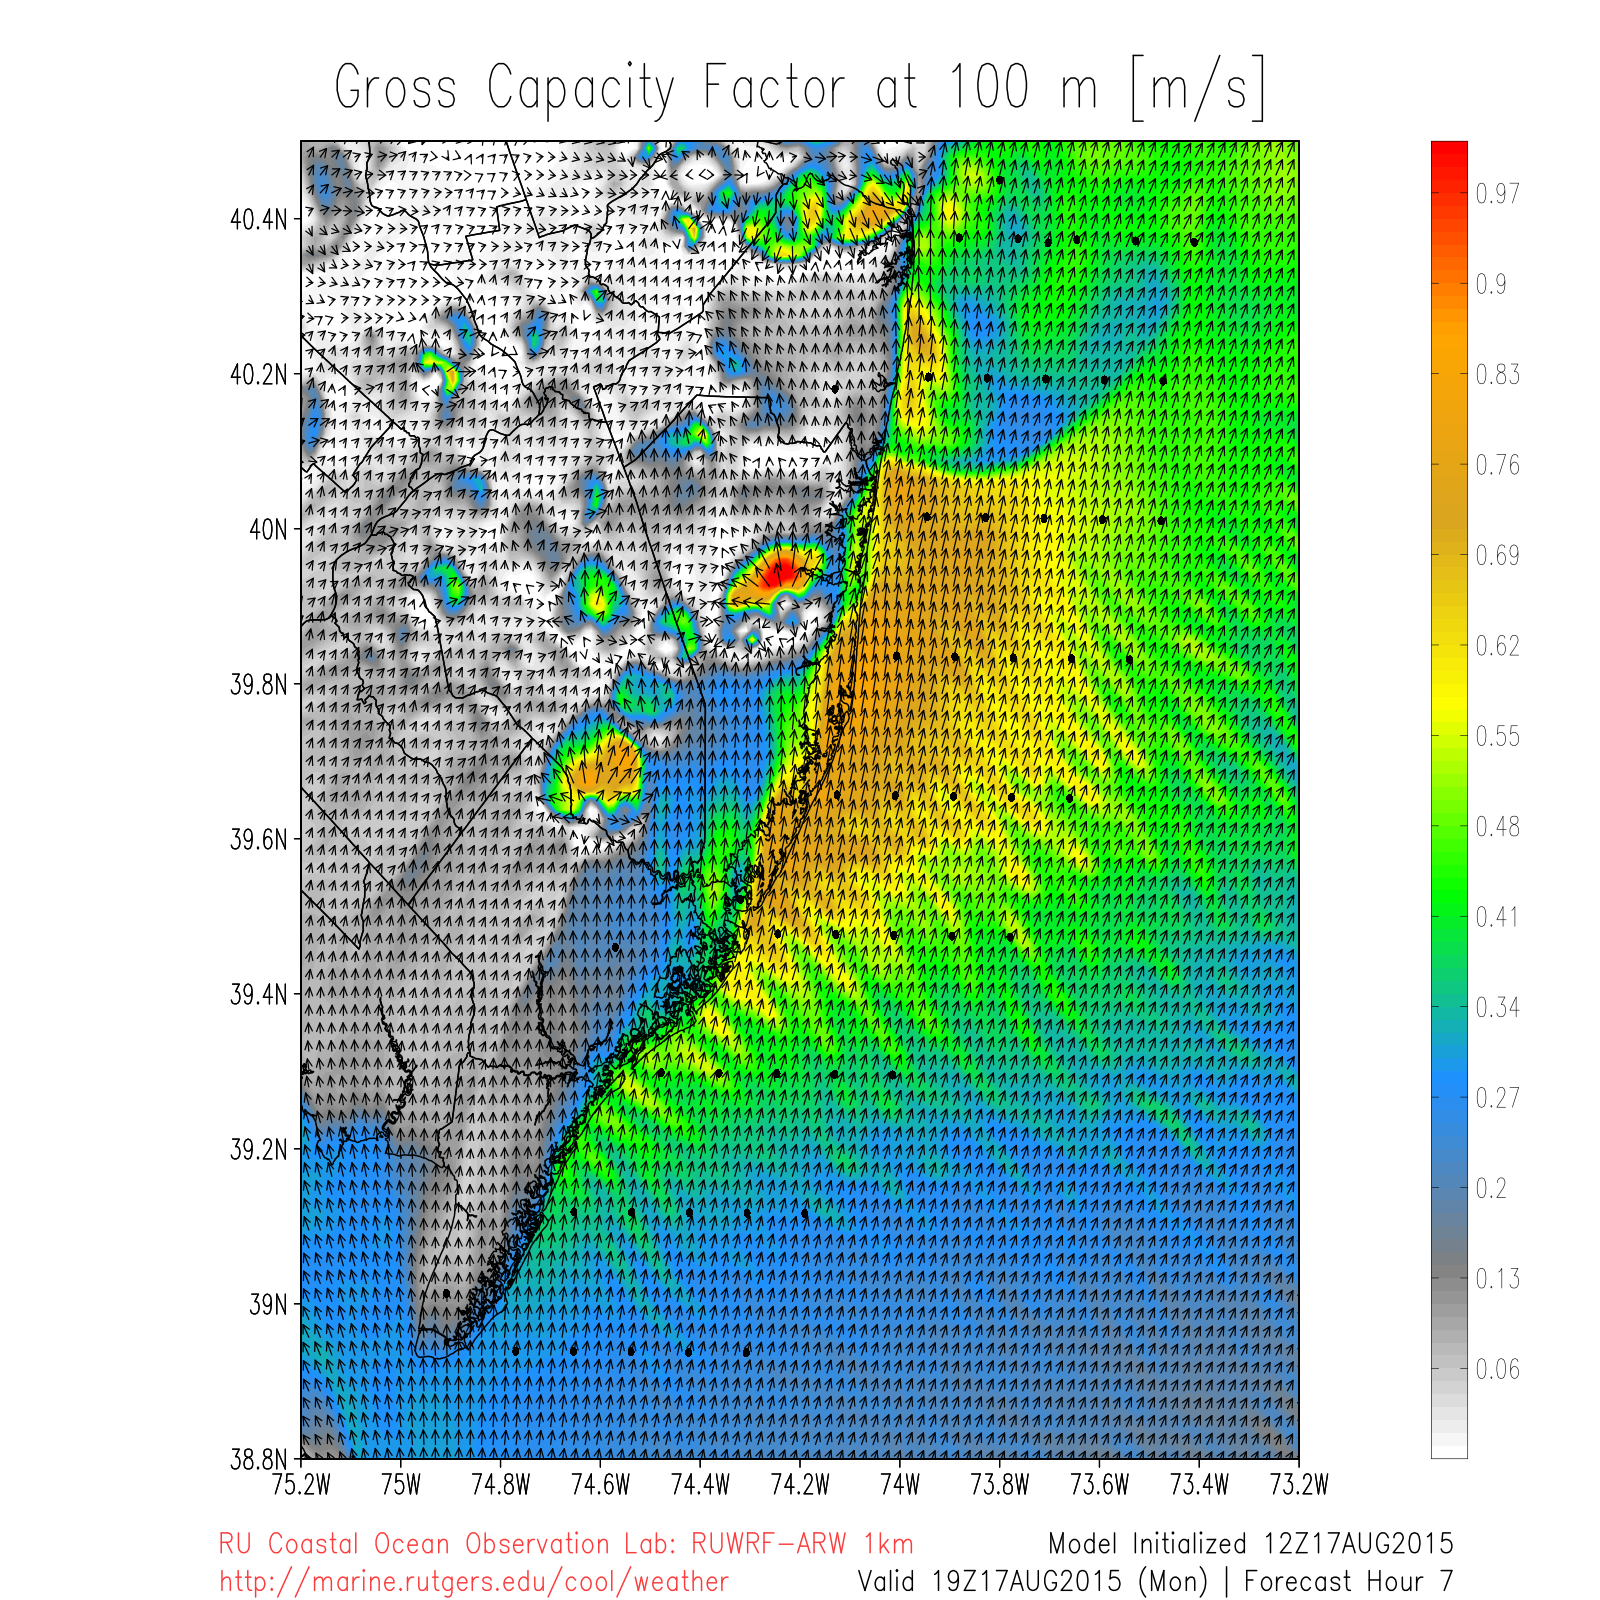 Gross Capacity Factor at 100 m [m/s]
40.4N
40.2N
40N
39.8N
39.6N
39.4N
39.2N
39N
38.8N
75.2W 75W 74.8W 74.6W 74.4W 74.2W 74W 73.8W 73.6W 73.4W 73.2W
0.97
0.9
0.83
0.76
0.69
0.62
0.55
0.48
0.41
0.34
0.27
0.2
0.13
0.06
RU Coastal Ocean Observation Lab: RUWRF-ARW 1km
Model Initialized 12Z17AUG2015
http://marine.rutgers.edu/cool/weather
Valid 19Z17AUG2015 (Mon) | Forecast Hour 7